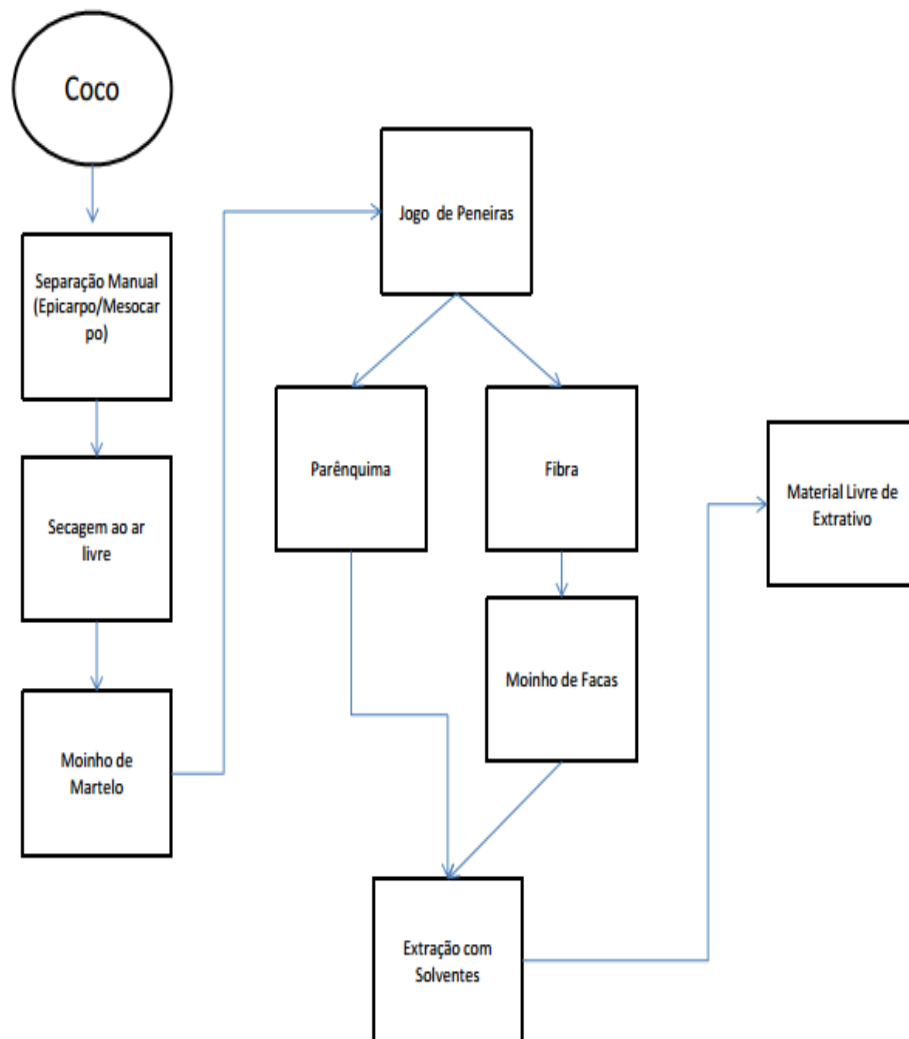 Coco
Separação Manual
(Epicarpo/Mesocar
po)
Secagem ao ar
livre
Moinho de
Martelo
Jogo de Peneiras
Parênquima
Fibra
Moinho de Facas
Extração com
Solventes
Material Livre de
Extrativo